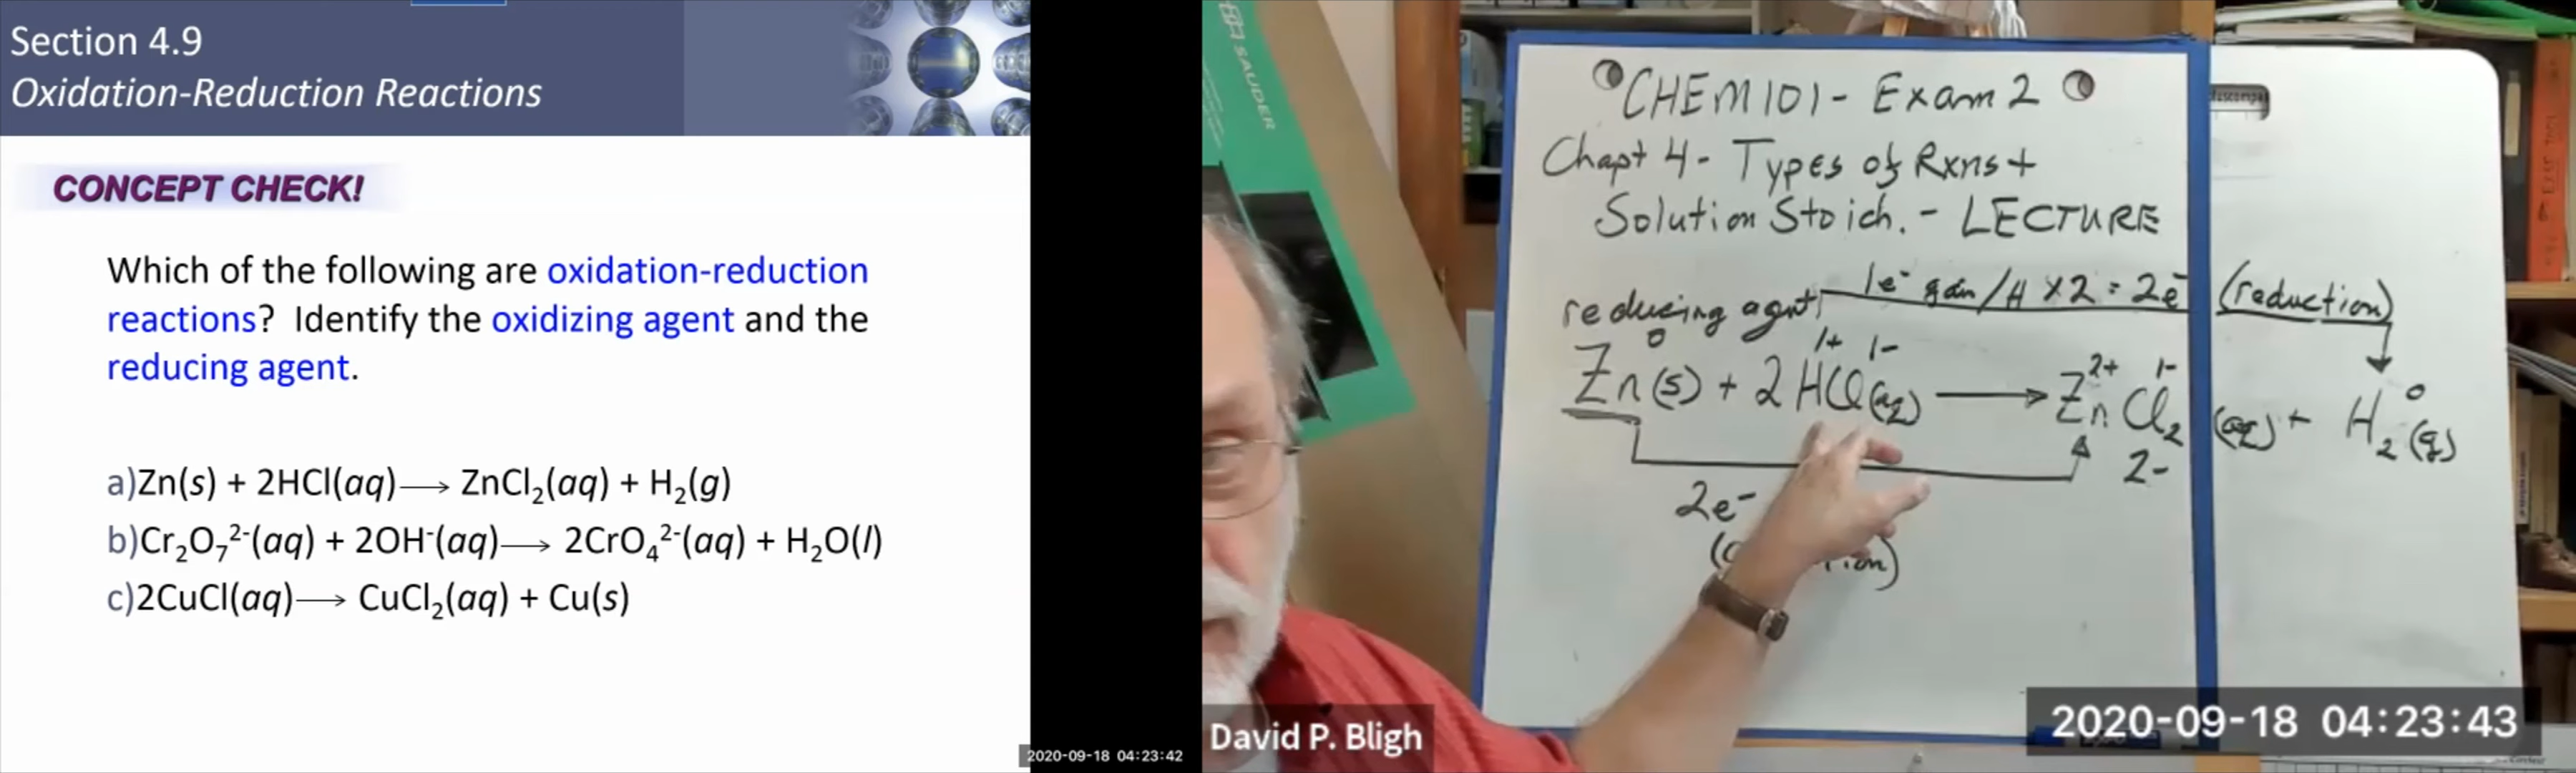 Section 4.9
Oxidation-Reduction Reactions
CONCEPT CHECK!
Which of the following are oxidation-reduction
reactions? Identify the oxidizing agent and the
reducing agent.
a)Zn(s) + 2HCl(aq)⟶ ZnCl₂(aq) + H₂(g)
b)Cr₂O₇²⁻(aq) + 2OH⁻(aq)⟶ 2CrO₄²⁻(aq) + H₂O(l)
c)2CuCl(aq)⟶ CuCl₂(aq) + Cu(s)
2020-09-18 04:23:42
SAUDER
CHEM 101 - Exam 2
Chapt 4 - Types of Rxns +
Solution Stoich. - LECTURE
1e⁻ gain/H x2 = 2e⁻ (reduction)
reducing agent
0 1+ 1- 2+ 1- 0
Zn(s) + 2HCl(aq) ⟶ ZnCl₂(aq) + H₂(g)
2-
2e⁻
David P. Bligh
2020-09-18 04:23:43